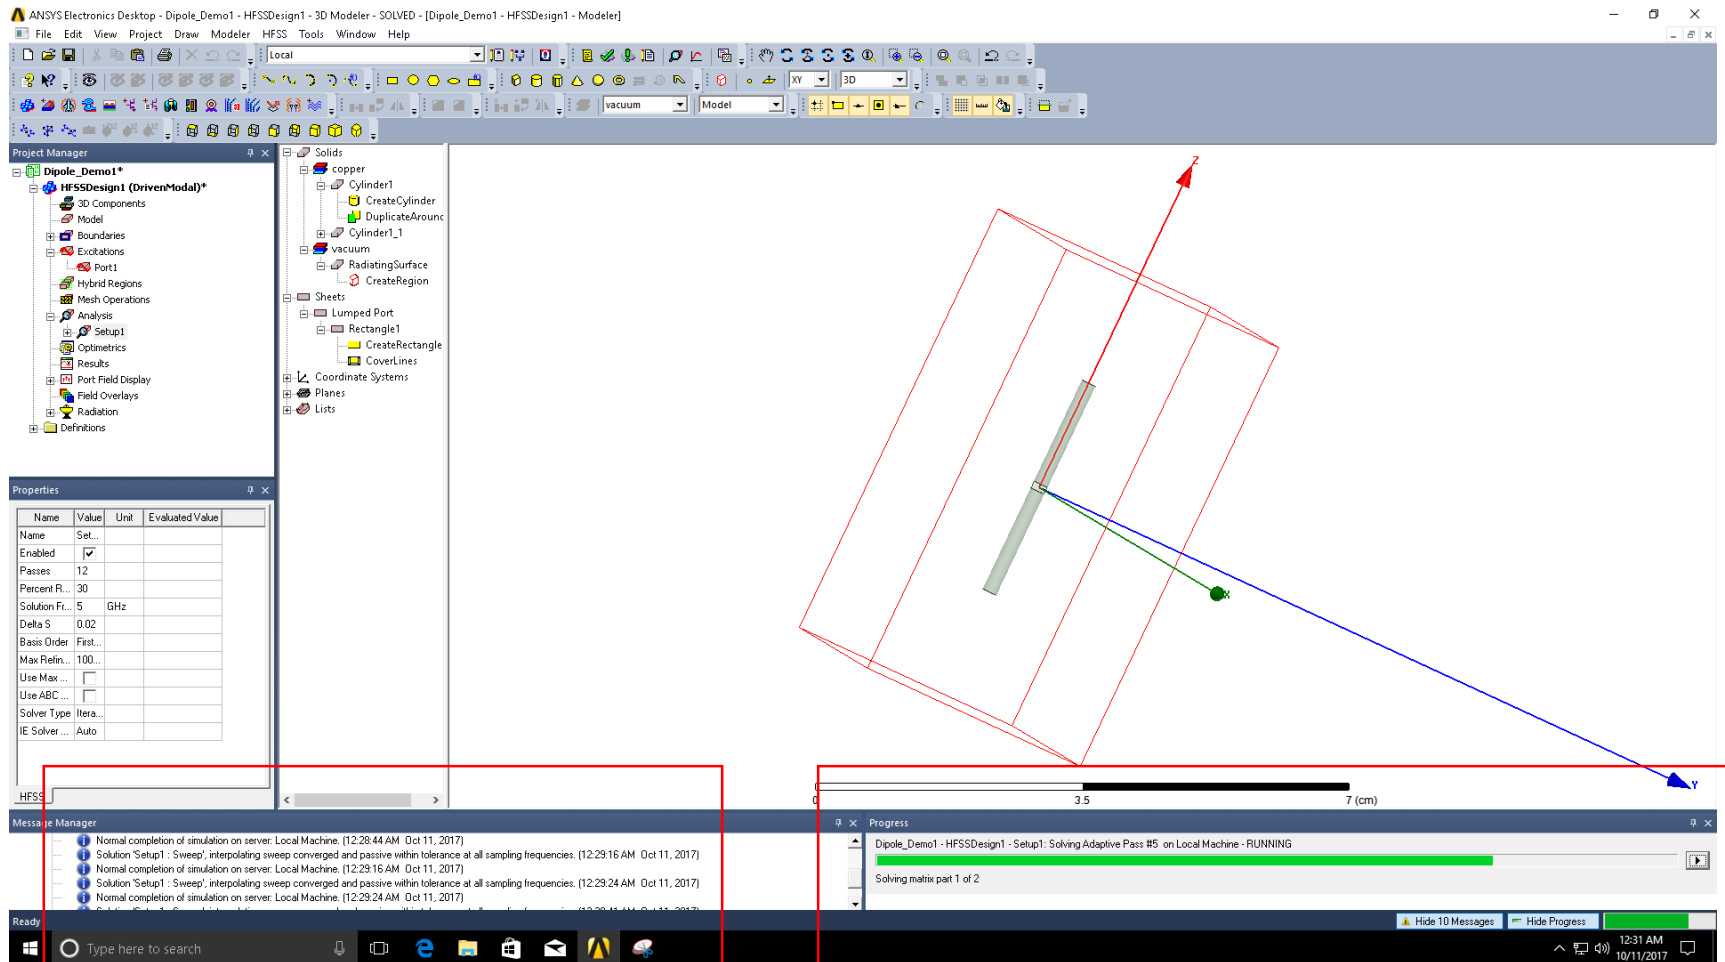 ANSYS Electronics Desktop - Dipole_Demo1 - HFSSDesign1 - 3D Modeler - SOLVED - [Dipole_Demo1 - HFSSDesign1 - Modeler]
File Edit View Project Draw Modeler HFSS Tools Window Help
Local
XY 3D
vacuum Model
Project Manager
Dipole_Demo1*
HFSSDesign1 (DrivenModal)*
3D Components
Model
Boundaries
Excitations
Port1
Hybrid Regions
Mesh Operations
Analysis
Setup1
Optimetrics
Results
Port Field Display
Field Overlays
Radiation
Definitions
Solids
copper
Cylinder1
CreateCylinder
DuplicateAround
Cylinder1_1
vacuum
RadiatingSurface
CreateRegion
Sheets
Lumped Port
Rectangle1
CreateRectangle
CoverLines
Coordinate Systems
Planes
Lists
Z
X
Y
0 3.5 7 (cm)
Properties
Name Value Unit Evaluated Value
Name Set...
Enabled
Passes 12
Percent R... 30
Solution Fr... 5 GHz
Delta S 0.02
Basis Order First...
Max Refin... 100...
Use Max ...
Use ABC ...
Solver Type Itera...
IE Solver ... Auto
HFSS
Message Manager
Normal completion of simulation on server: Local Machine. (12:28:44 AM Oct 11, 2017)
Solution 'Setup1 : Sweep', interpolating sweep converged and passive within tolerance at all sampling frequencies. (12:29:16 AM Oct 11, 2017)
Normal completion of simulation on server: Local Machine. (12:29:16 AM Oct 11, 2017)
Solution 'Setup1 : Sweep', interpolating sweep converged and passive within tolerance at all sampling frequencies. (12:29:24 AM Oct 11, 2017)
Normal completion of simulation on server: Local Machine. (12:29:24 AM Oct 11, 2017)
Progress
Dipole_Demo1 - HFSSDesign1 - Setup1: Solving Adaptive Pass #5 on Local Machine - RUNNING
Solving matrix part 1 of 2
Ready
Hide 10 Messages
Hide Progress
Type here to search
12:31 AM
10/11/2017